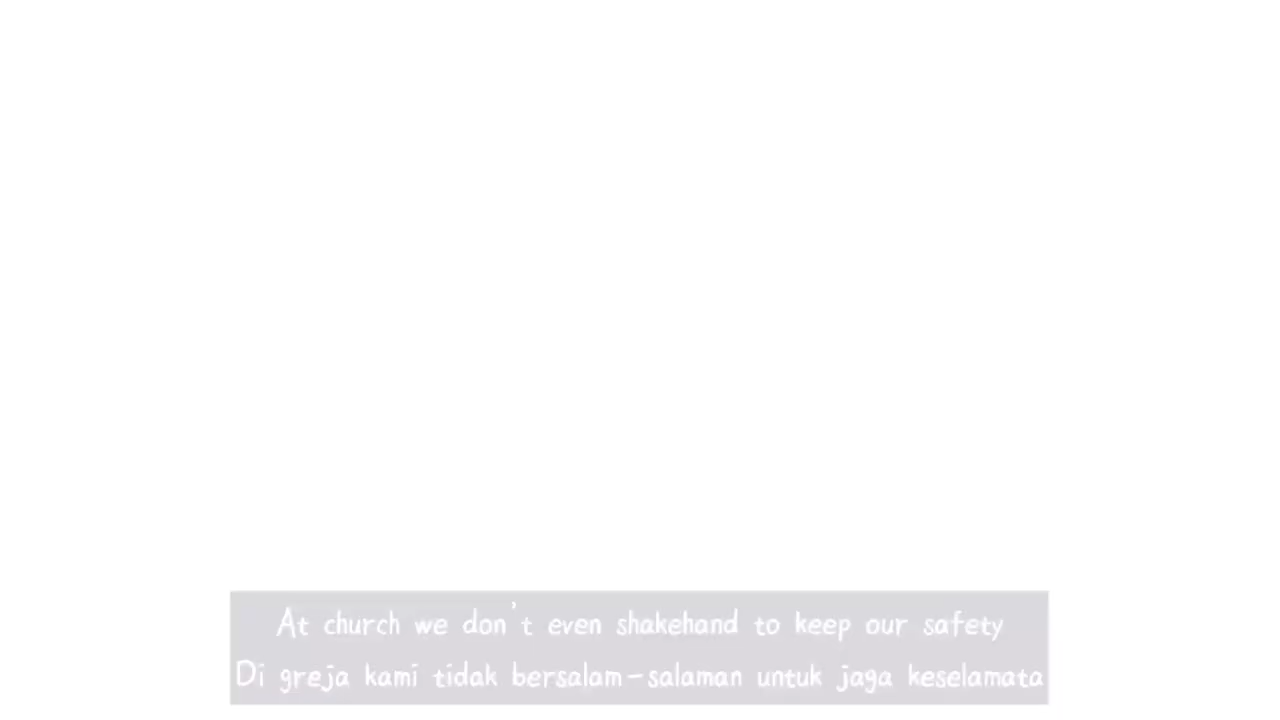 At church we don't even shakehand to keep our safety
Di greja kami tidak bersalam-salaman untuk jaga keselamata